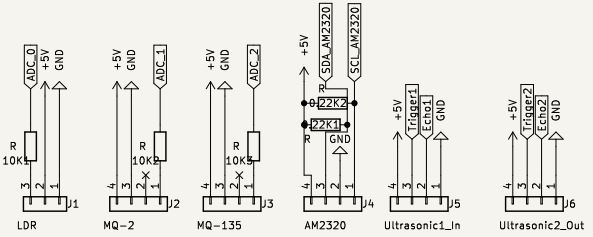 ADC_0
+5V
GND
R
10K1
3
2
1
J1
LDR
+5V
GND
ADC_1
R
10K2
4
3
2
1
J2
MQ-2
+5V
GND
ADC_2
R
10K3
4
3
2
1
J3
MQ-135
+5V
SDA_AM2320
SCL_AM2320
R
22K2
22K1
R
GND
4
3
2
1
J4
AM2320
+5V
Trigger1
Echo1
GND
4
3
2
1
J5
Ultrasonic1_In
+5V
Trigger2
Echo2
GND
4
3
2
1
J6
Ultrasonic2_Out